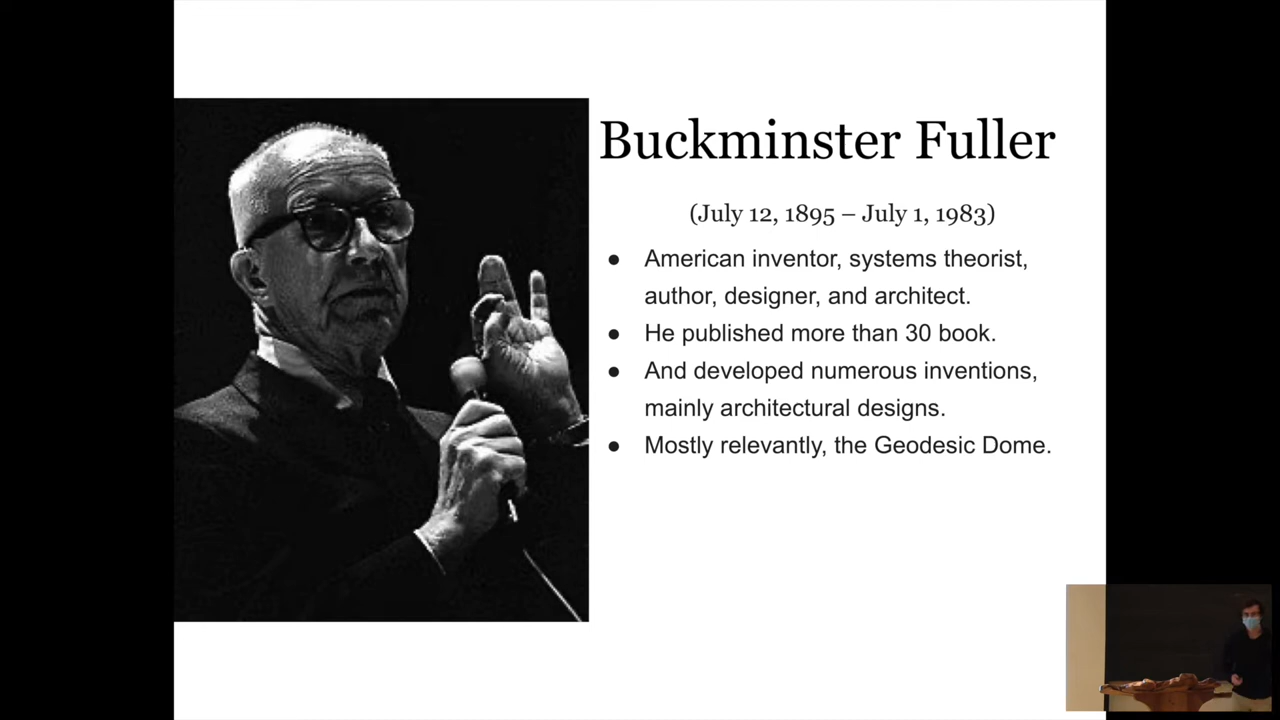 Buckminster Fuller
(July 12, 1895 – July 1, 1983)
● American inventor, systems theorist,
author, designer, and architect.
● He published more than 30 book.
● And developed numerous inventions,
mainly architectural designs.
● Mostly relevantly, the Geodesic Dome.